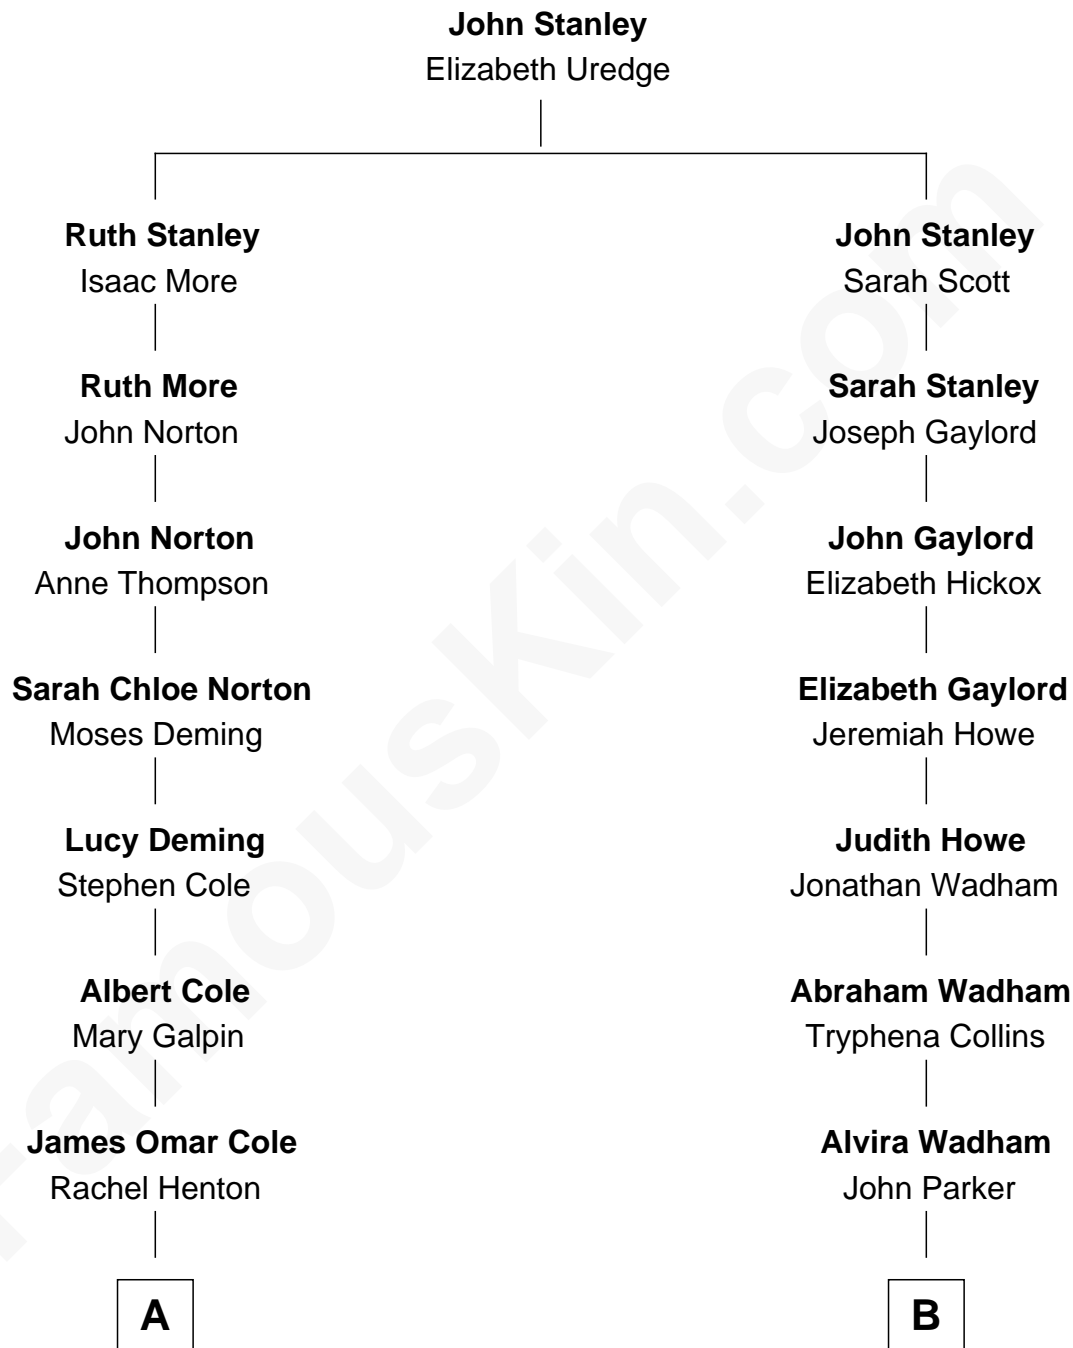 John Stanley
Elizabeth Uredge
Ruth Stanley
Isaac More
John Stanley
Sarah Scott
Ruth More
John Norton
Sarah Stanley
Joseph Gaylord
John Norton
Anne Thompson
John Gaylord
Elizabeth Hickox
Sarah Chloe Norton
Moses Deming
Elizabeth Gaylord
Jeremiah Howe
Lucy Deming
Stephen Cole
Judith Howe
Jonathan Wadham
Albert Cole
Mary Galpin
Abraham Wadham
Tryphena Collins
James Omar Cole
Rachel Henton
Alvira Wadham
John Parker
A
B
FamousKin.com